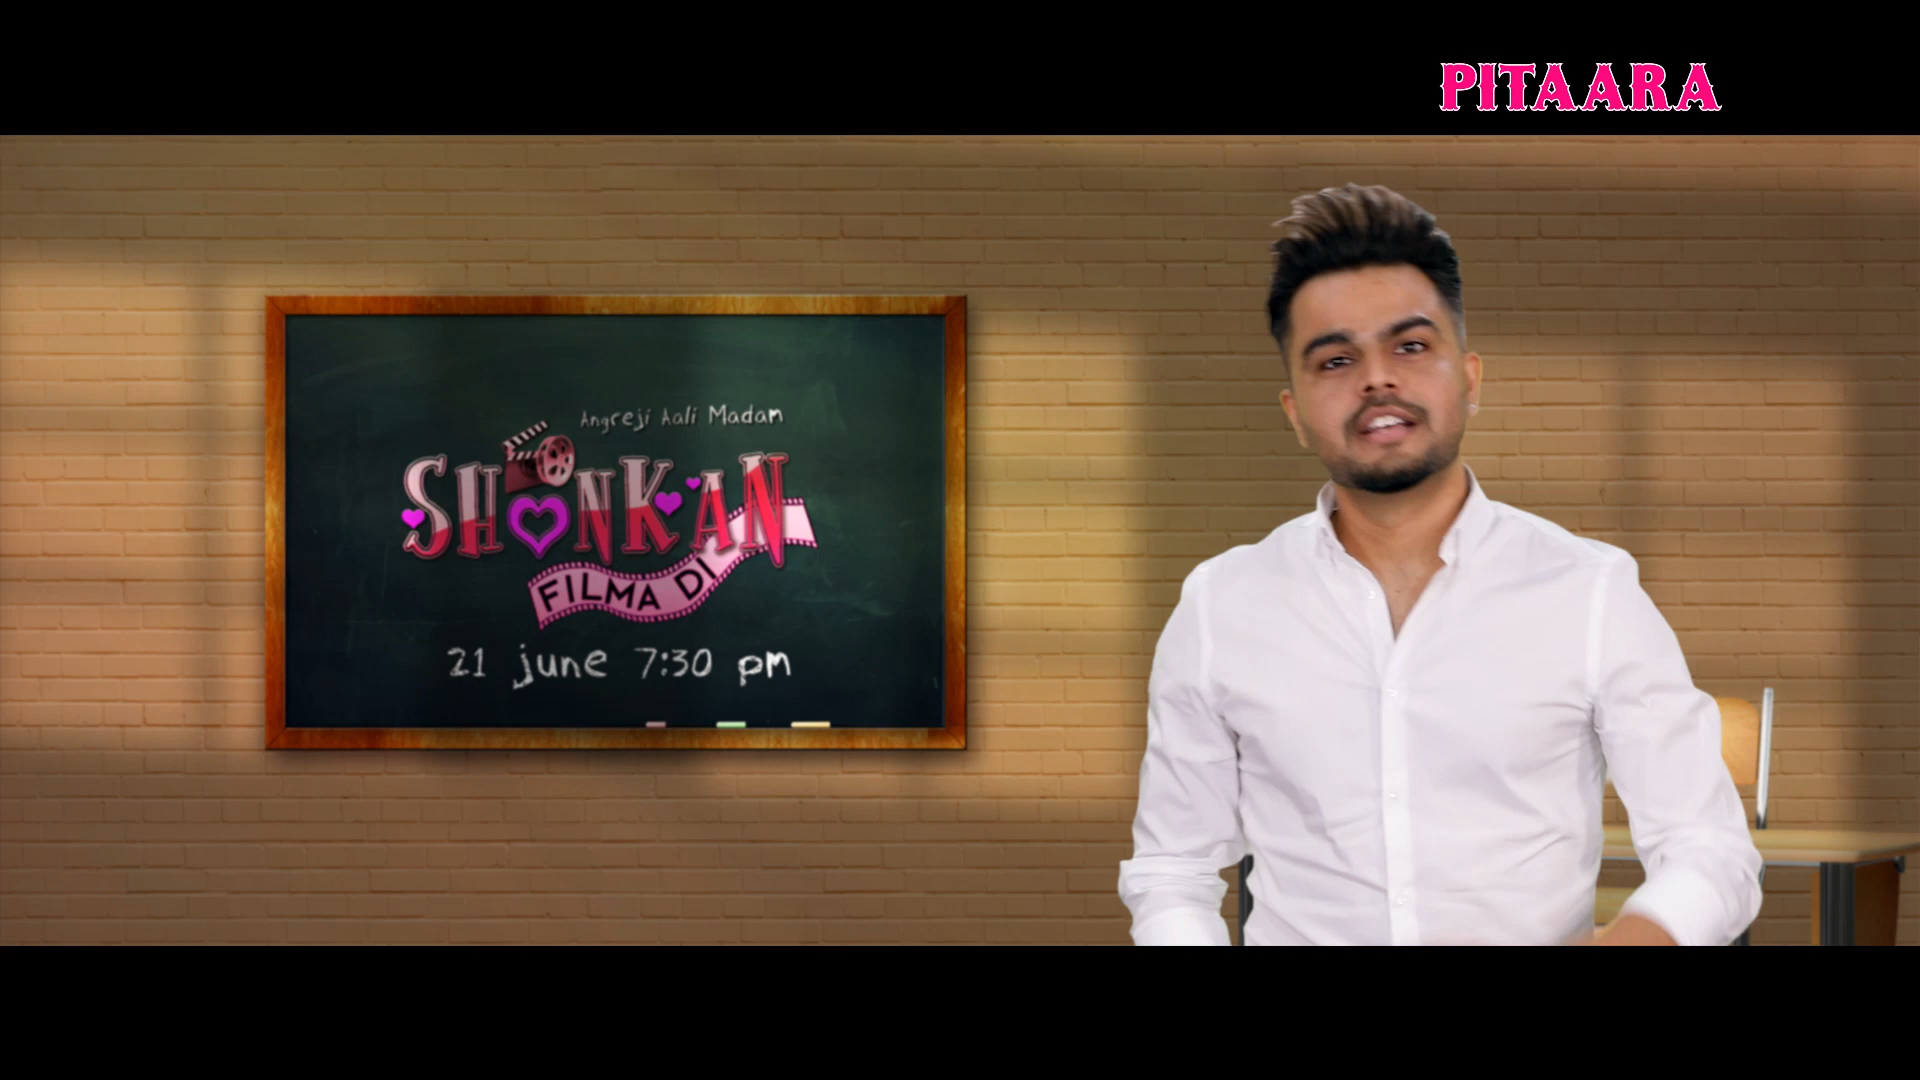 PITAARA
Angreji Aali Madam
SHONKAN
FILMA DI
21 june 7:30 pm